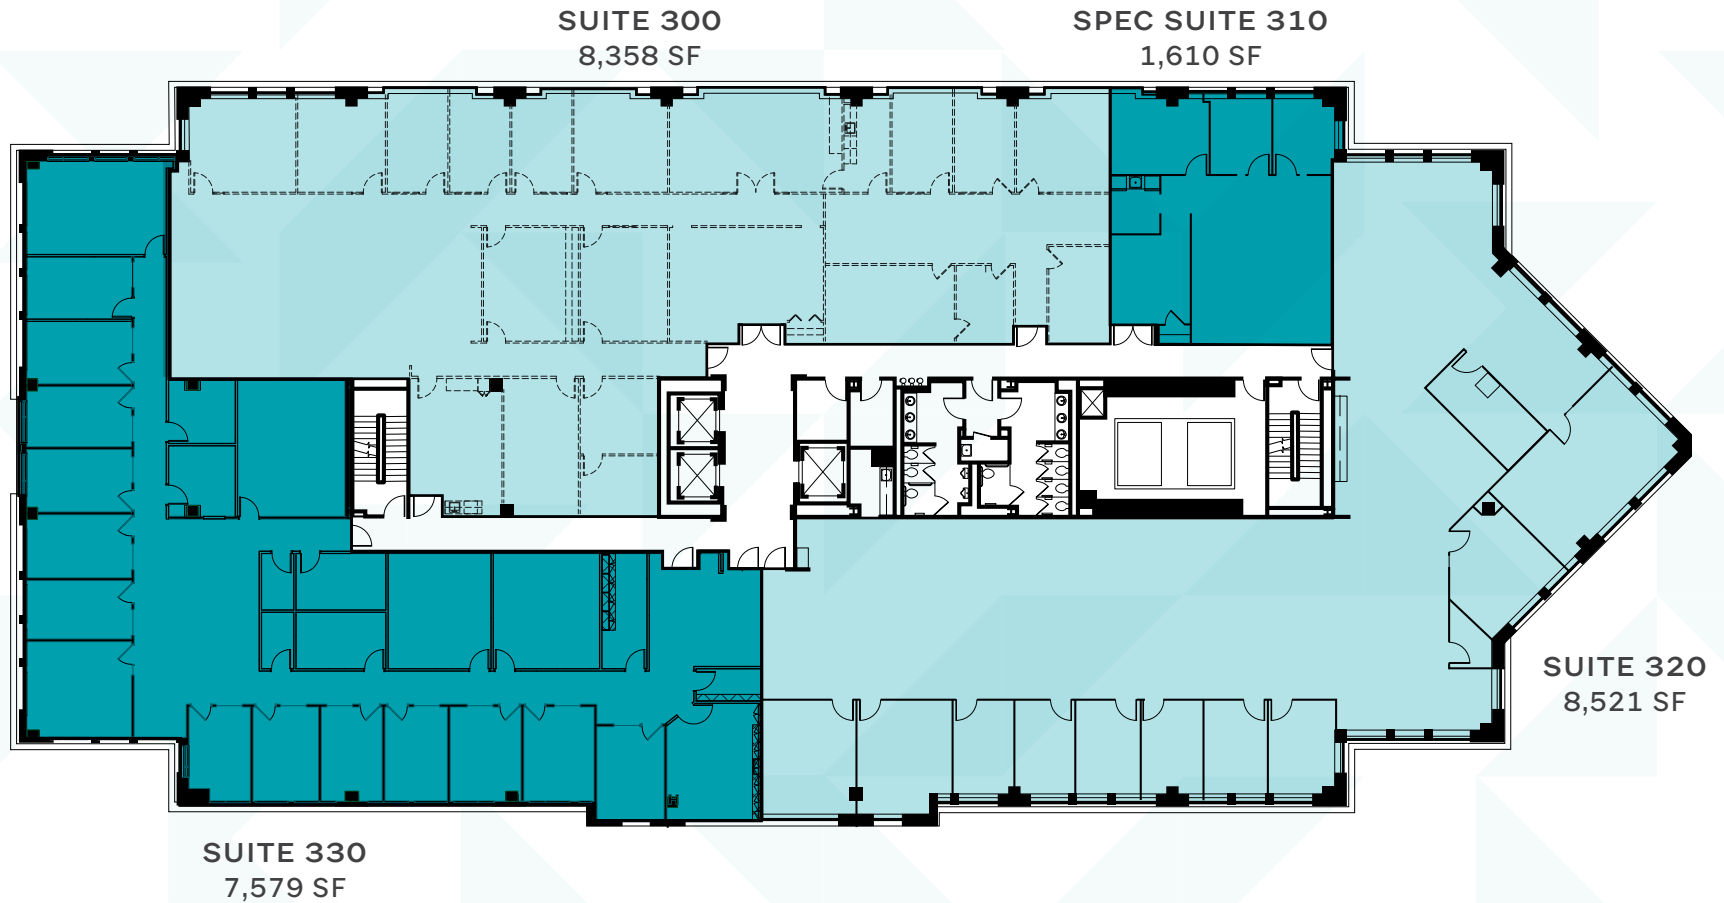 SUITE 300
8,358 SF
SPEC SUITE 310
1,610 SF
SUITE 320
8,521 SF
SUITE 330
7,579 SF